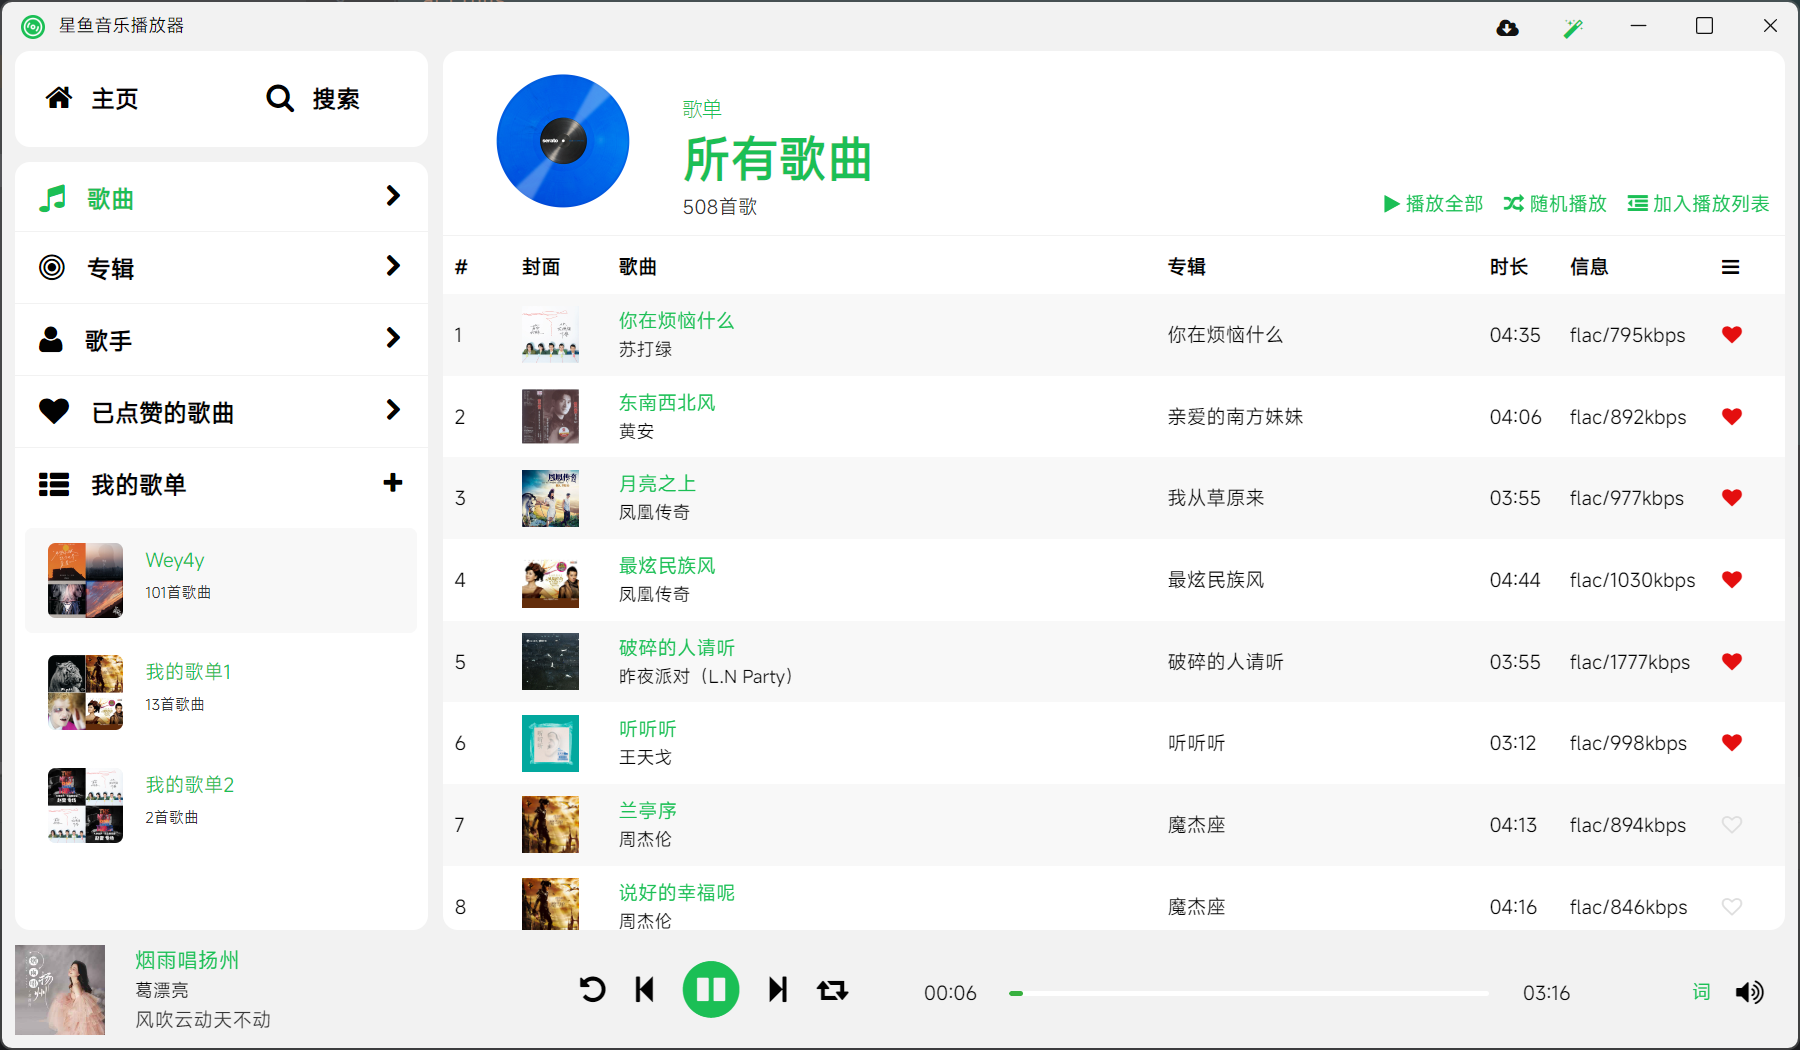 星鱼音乐播放器
主页
搜索
歌曲
专辑
歌手
已点赞的歌曲
我的歌单
Wey4y
101首歌曲
我的歌单1
13首歌曲
我的歌单2
2首歌曲
serato
歌单
所有歌曲
508首歌
播放全部 随机播放 加入播放列表
# 封面 歌曲 专辑 时长 信息
1 你在烦恼什么 你在烦恼什么 04:35 flac/795kbps
苏打绿
2 东南西北风 亲爱的南方妹妹 04:06 flac/892kbps
黄安
3 月亮之上 我从草原来 03:55 flac/977kbps
凤凰传奇
4 最炫民族风 最炫民族风 04:44 flac/1030kbps
凤凰传奇
5 破碎的人请听 破碎的人请听 03:55 flac/1777kbps
昨夜派对（L.N Party）
6 听听听 听听听 03:12 flac/998kbps
王天戈
7 兰亭序 魔杰座 04:13 flac/894kbps
周杰伦
8 说好的幸福呢 魔杰座 04:16 flac/846kbps
周杰伦
烟雨唱扬州
葛漂亮
风吹云动天不动
00:06
03:16
词